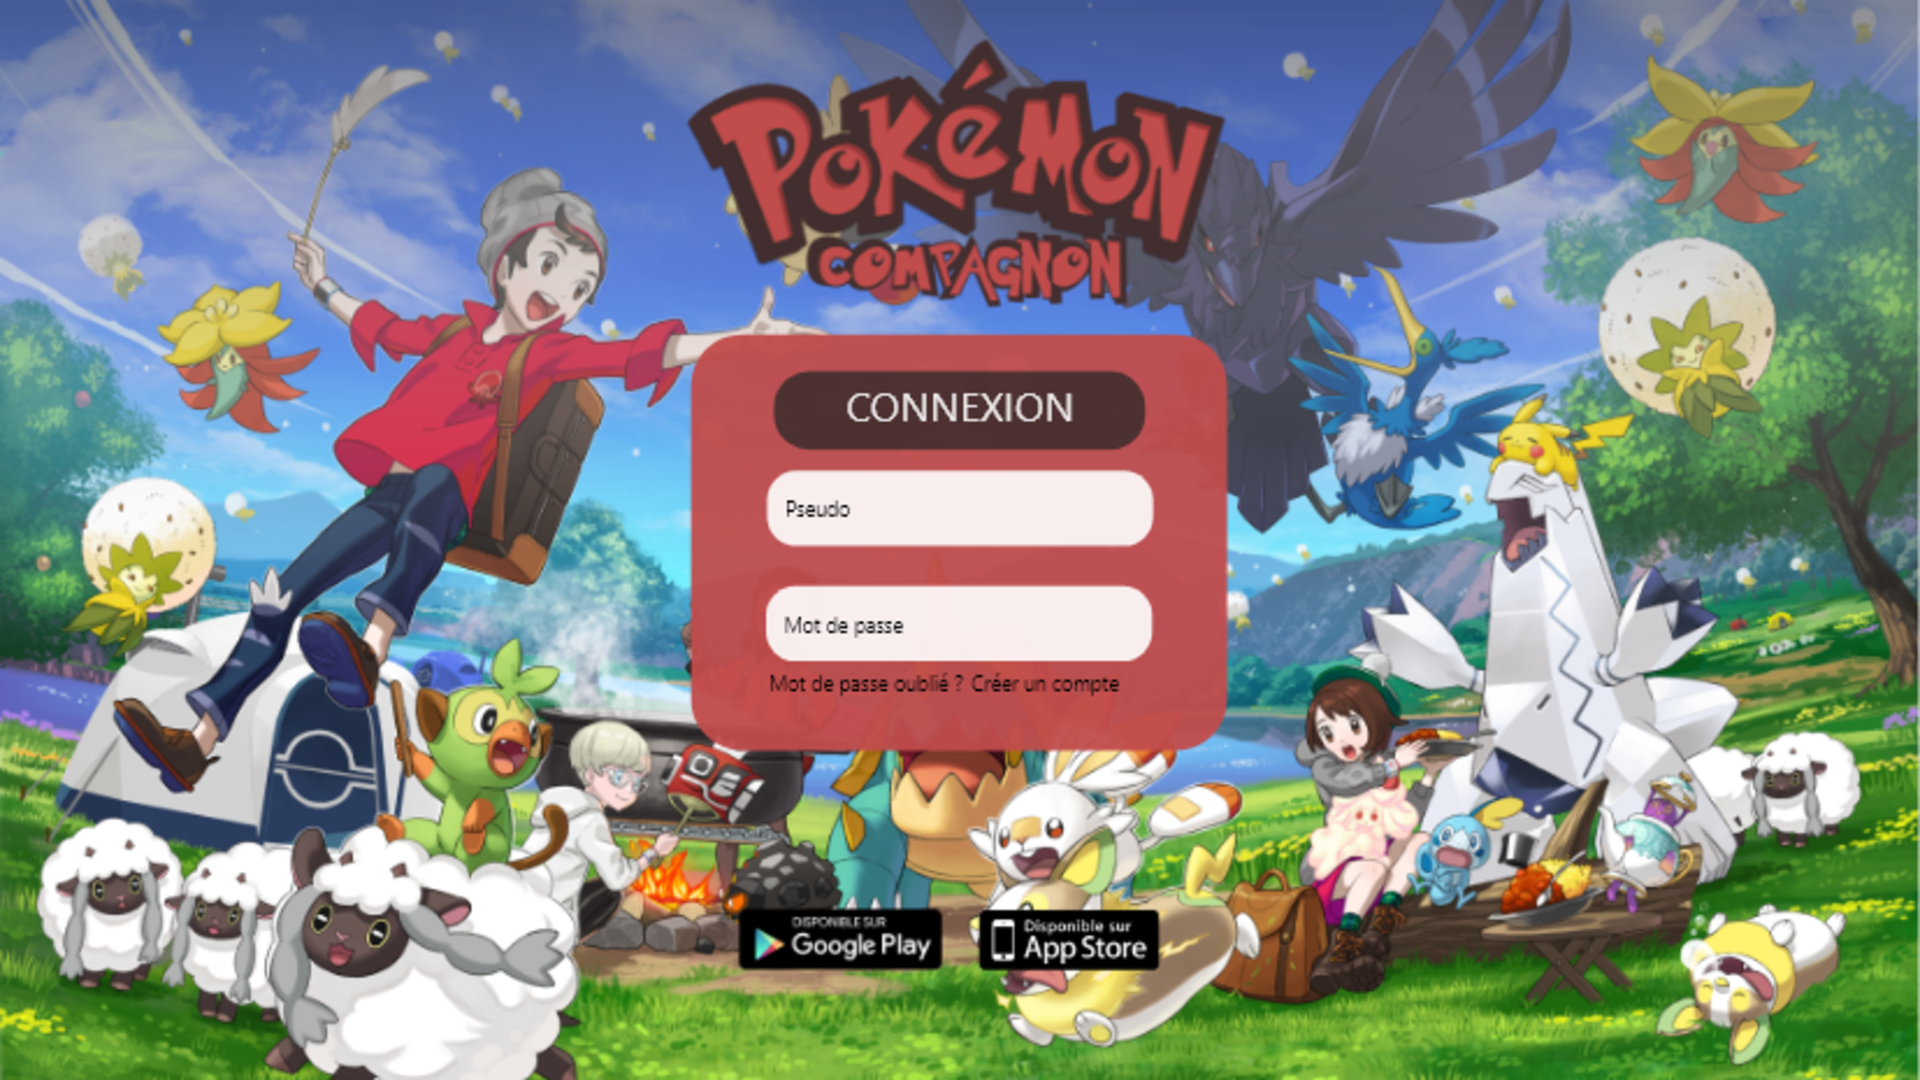 POKéMON
COMPAGNON
CONNEXION
Pseudo
Mot de passe
Mot de passe oublié ? Créer un compte
DISPONIBLE SUR
Google Play
Disponible sur
App Store